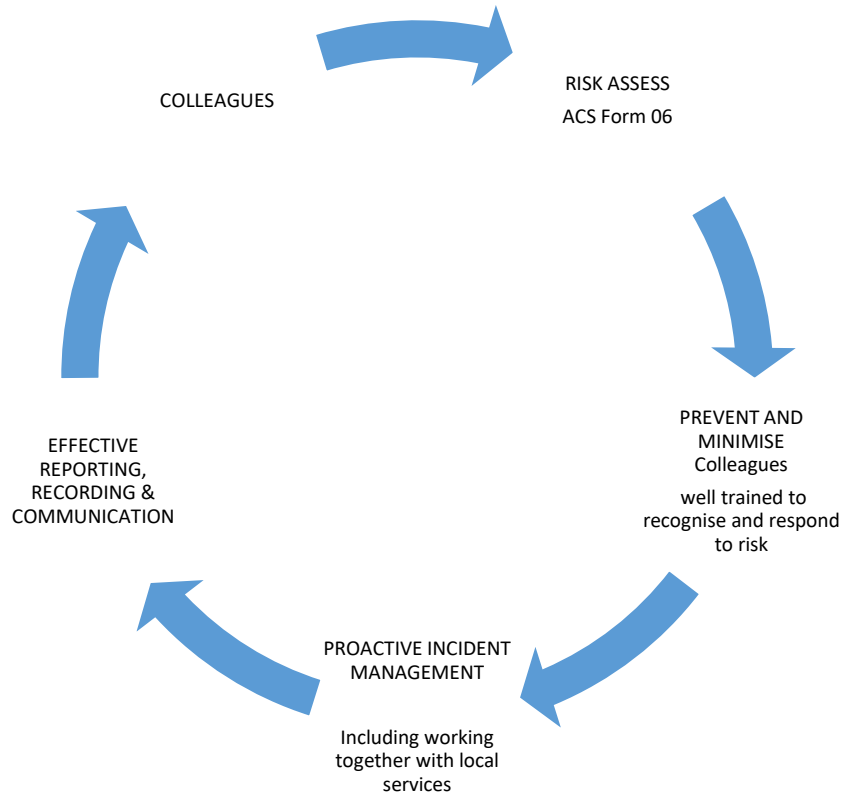 COLLEAGUES
RISK ASSESS
ACS Form 06
PREVENT AND
MINIMISE
Colleagues
well trained to
recognise and respond
to risk
PROACTIVE INCIDENT
MANAGEMENT
Including working
together with local
services
EFFECTIVE
REPORTING,
RECORDING &
COMMUNICATION